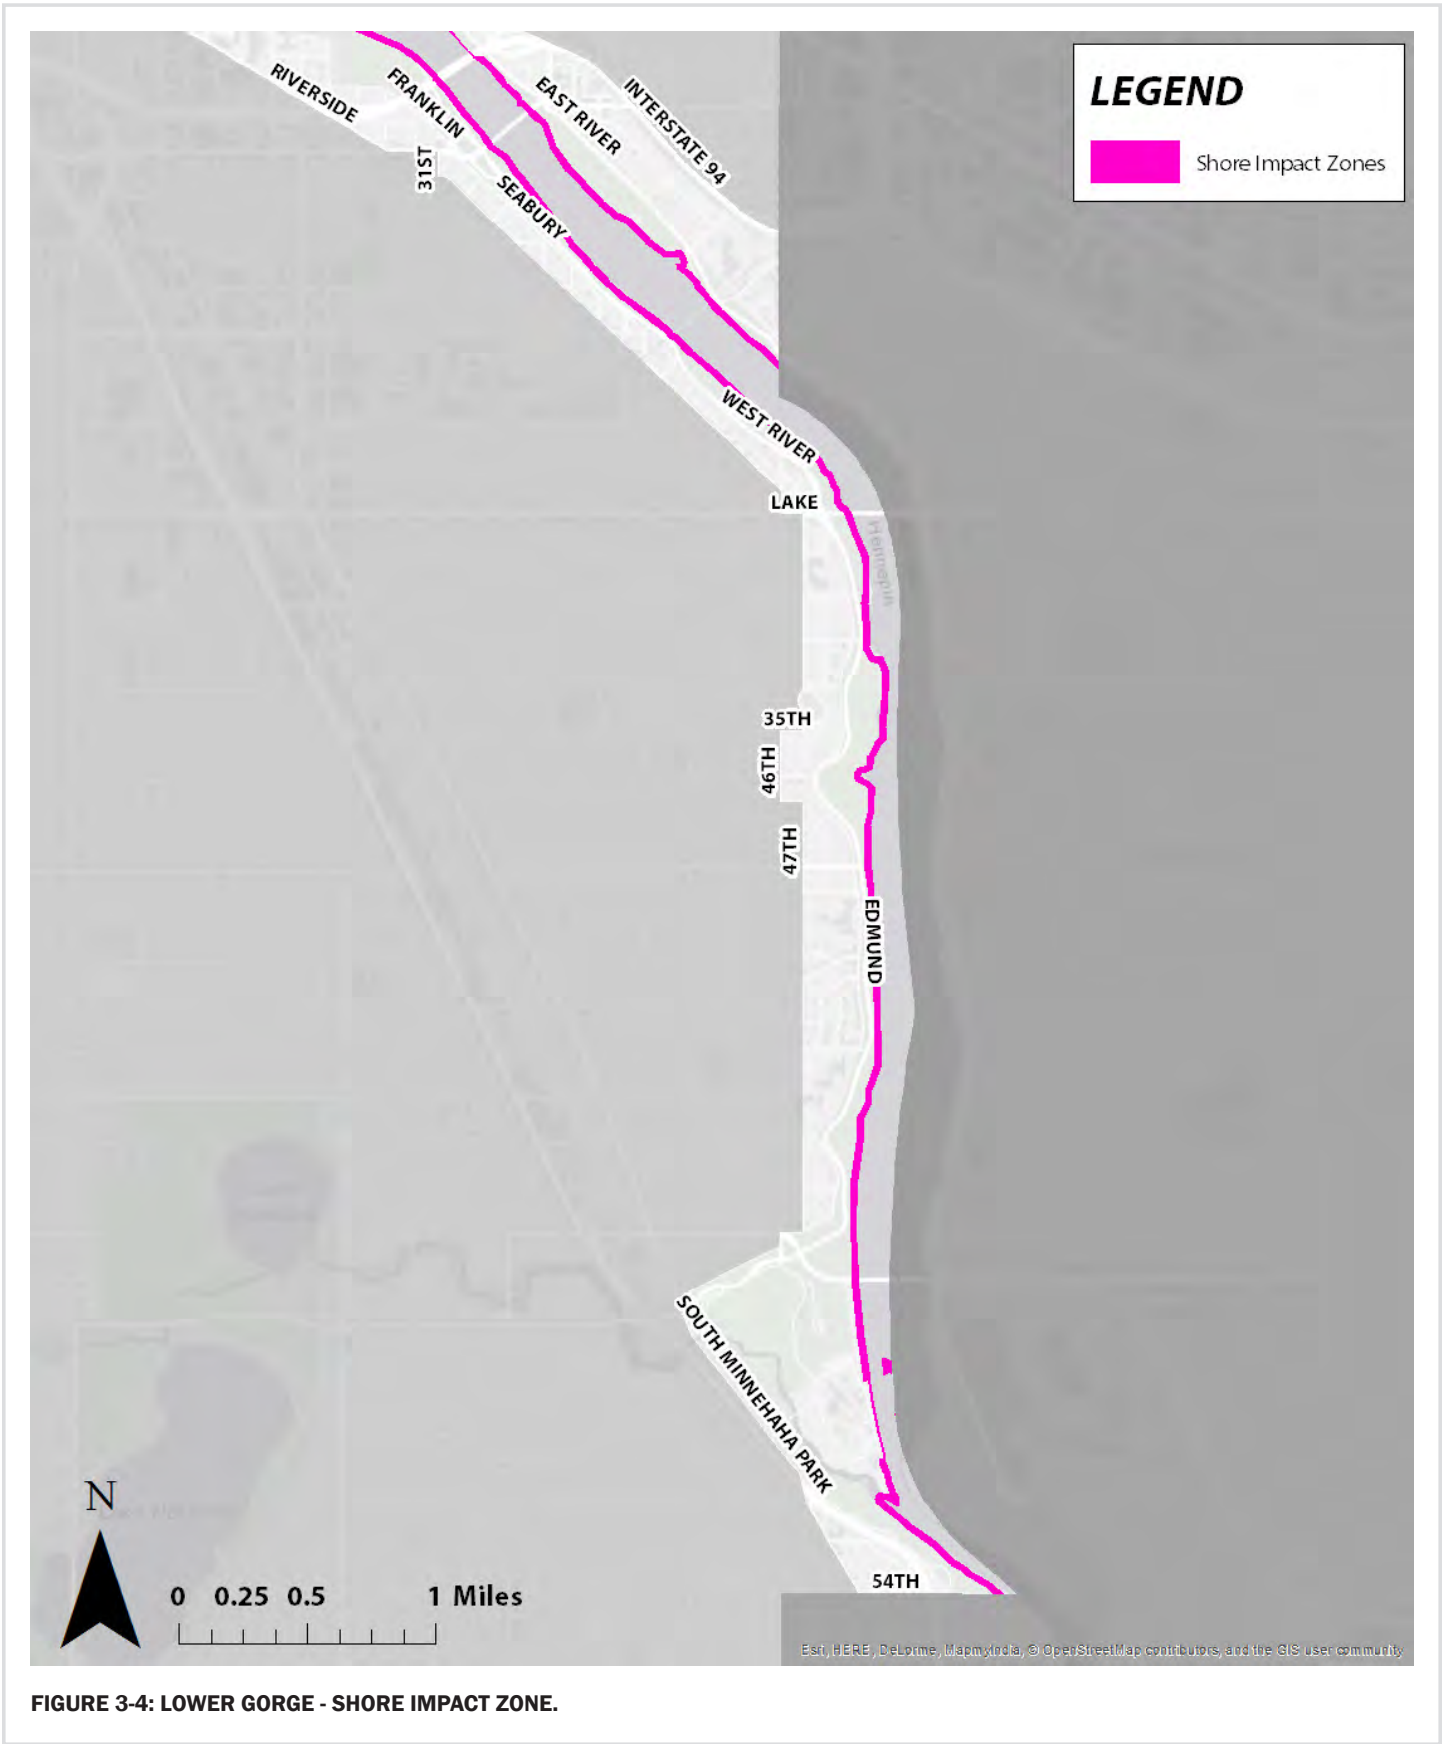 LEGEND
Shore Impact Zones
RIVERSIDE
FRANKLIN
EAST RIVER
INTERSTATE 94
31ST
SEABURY
WEST RIVER
LAKE
Hennepin
35TH
46TH
47TH
EDMUND
SOUTH MINNEHAHA PARK
54TH
N
0 0.25 0.5 1 Miles
Esri, HERE, DeLorme, MapmyIndia, © OpenStreetMap contributors, and the GIS user community
FIGURE 3-4: LOWER GORGE - SHORE IMPACT ZONE.